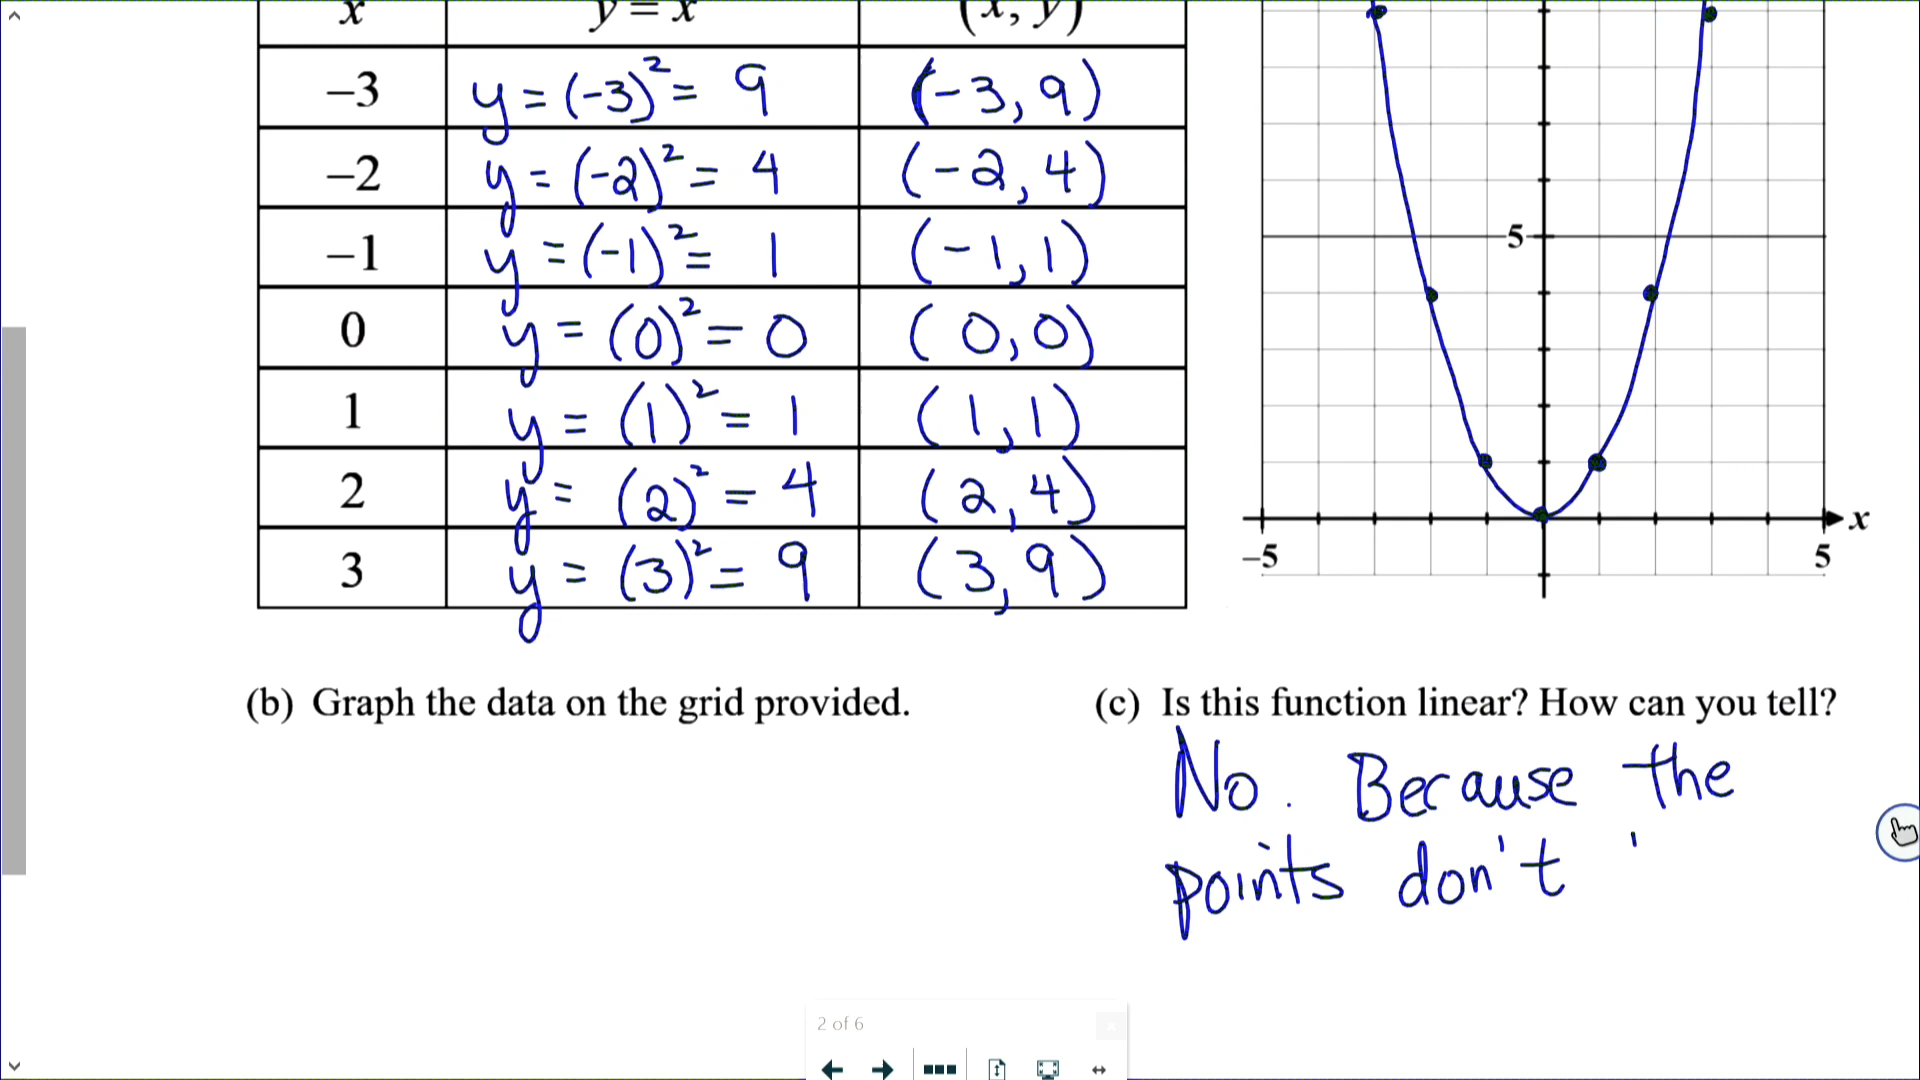 x y = x (x, y)
−3 y = (-3)² = 9 (-3, 9)
−2 y = (-2)² = 4 (-2, 4)
−1 y = (-1)² = 1 (-1, 1)
0 y = (0)² = 0 (0, 0)
1 y = (1)² = 1 (1, 1)
2 y = (2)² = 4 (2, 4)
3 y = (3)² = 9 (3, 9)
5
x
−5 5
(b) Graph the data on the grid provided.
(c) Is this function linear? How can you tell?
No. Because the
points don't
2 of 6